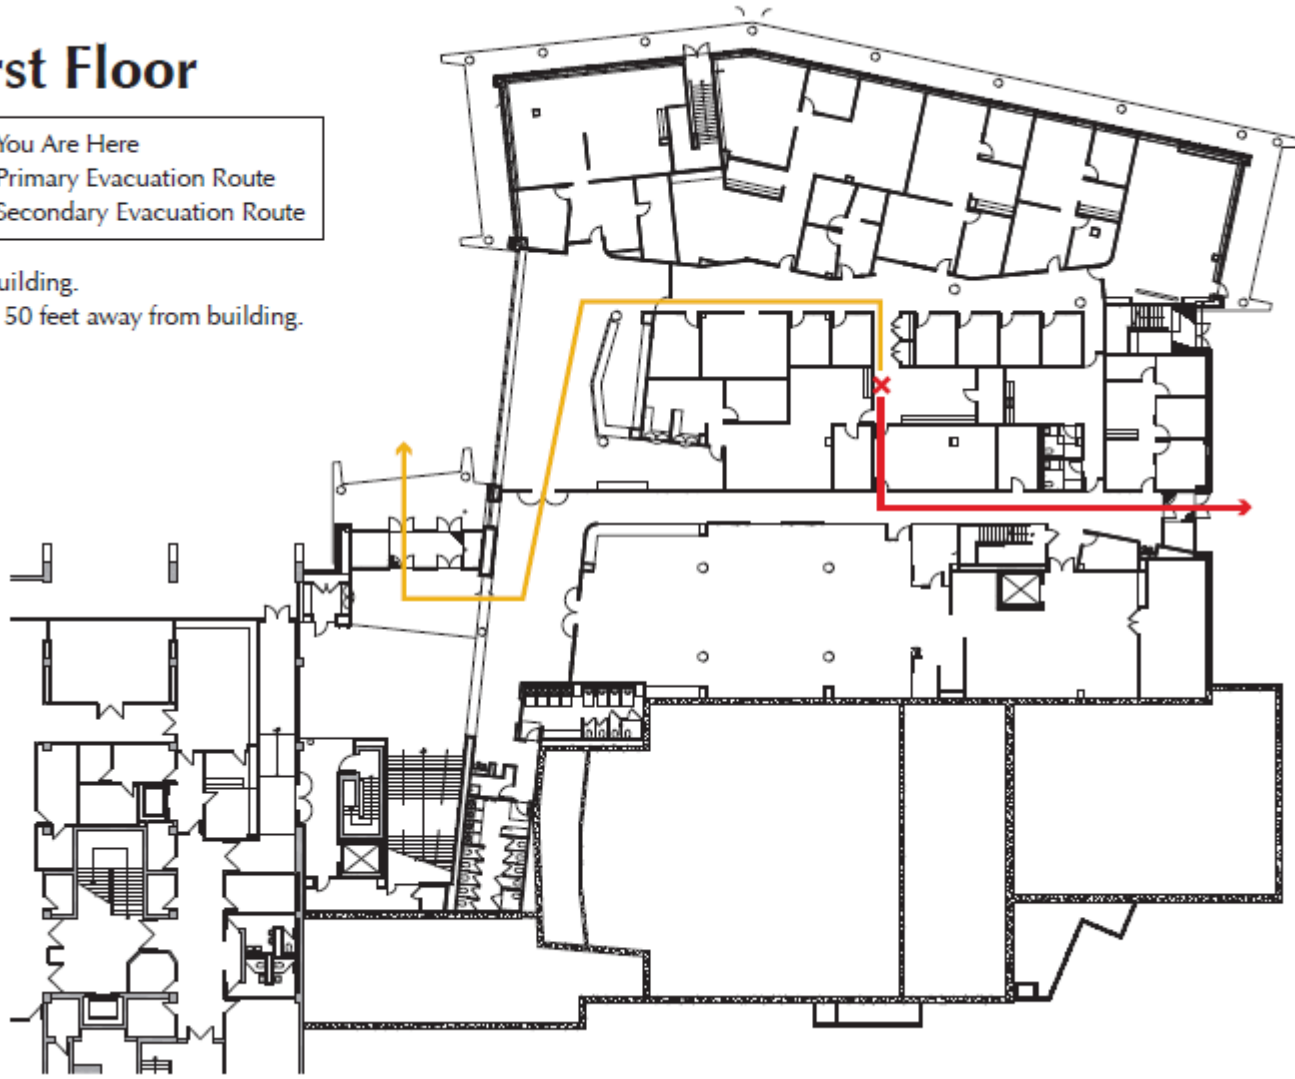 rst Floor
You Are Here
Primary Evacuation Route
Secondary Evacuation Route
uilding.
50 feet away from building.